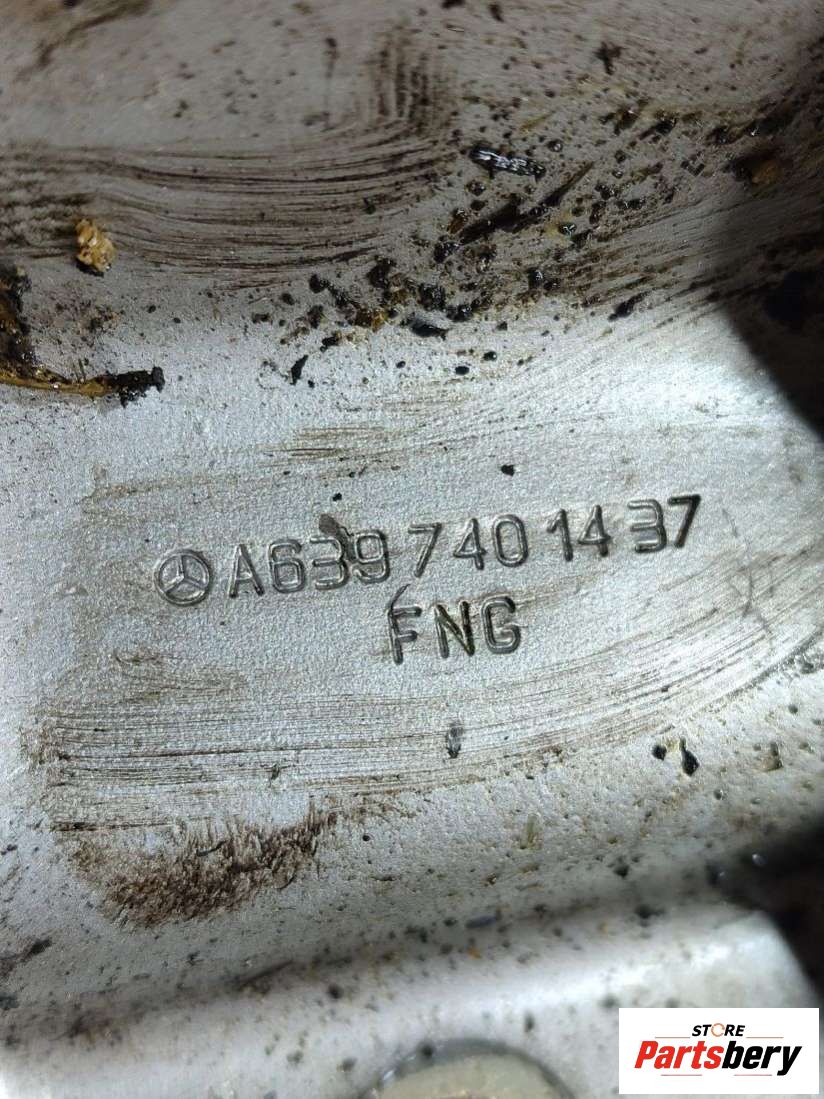 A639 740 14 37
FNG
STORE
Partsbery